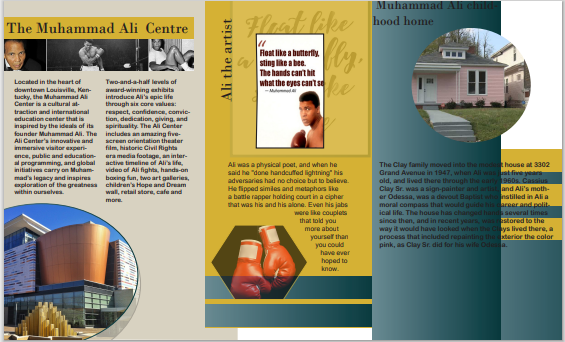 The Muhammad Ali Centre
Located in the heart of
downtown Louisville, Ken-
tucky, the Muhammad Ali
Center is a cultural at-
traction and international
education center that is
inspired by the ideals of its
founder Muhammad Ali. The
Ali Center's innovative and
immersive visitor experi-
ence, public and education-
al programming, and global
initiatives carry on Muham-
mad's legacy and inspires
exploration of the greatness
within ourselves.
Two-and-a-half levels of
award-winning exhibits
introduce Ali's epic life
through six core values:
respect, confidence, convic-
tion, dedication, giving, and
spirituality. The Ali Center
includes an amazing five-
screen orientation theater
film, historic Civil Rights
era media footage, an inter-
active timeline of Ali's life,
video of Ali fights, hands-on
boxing fun, two art galleries,
children's Hope and Dream
wall, retail store, cafe and
more.
Ali the artist
Float like
a
fly,
"Float like a butterfly,
sting like a bee.
The hands can't hit
what the eyes can't se
– Muhammad Ali
Ali was a physical poet, and when he
said he "tone handcuffed lightning" his
adversaries had no choice but to believe.
He flipped similes and metaphors like
a battle rapper holding court in a cipher
that was his and his alone. Even his jabs
were like couplets
that told you
more about
yourself than
you could
have ever
hoped to
know.
Muhammad Ali child
hood home
The Clay family moved into the modest house at 3302
Grand Avenue in 1947, when Ali was just five years
old, and lived there through the early 1960s. Cassius
Clay Sr. was a sign painter and artist, and Ali's moth-
er Odessa, was a devout Baptist who instilled in Ali a
moral compass that would guide his career and polit-
ical life. The house has changed hands several times
since then, and in recent years, was restored to the
way it would have looked when the Clays lived there, a
process that included repainting the exterior the color
pink, as Clay Sr. did for his wife Odessa.